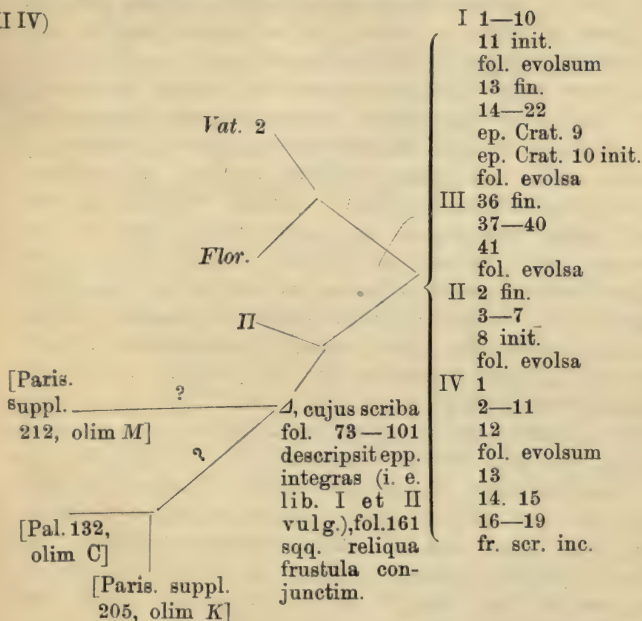 II IV)
Vat. 2
Flor.
Π
[Paris.
suppl.
212, olim M]
?
?
[Pal. 132,
olim C]
[Paris. suppl.
205, olim K]
Δ, cujus scriba
fol. 73—101
descripsit epp.
integras (i. e.
lib. I et II
vulg.), fol. 161
sqq. reliqua
frustula con-
junctim.
I 1—10
11 init.
fol. evolsum
13 fin.
14—22
ep. Crat. 9
ep. Crat. 10 init.
fol. evolsa
III 36 fin.
37—40
41
fol. evolsa
II 2 fin.
3—7
8 init.
fol. evolsa
IV 1
2—11
12
fol. evolsum
13
14. 15
16—19
fr. scr. inc.